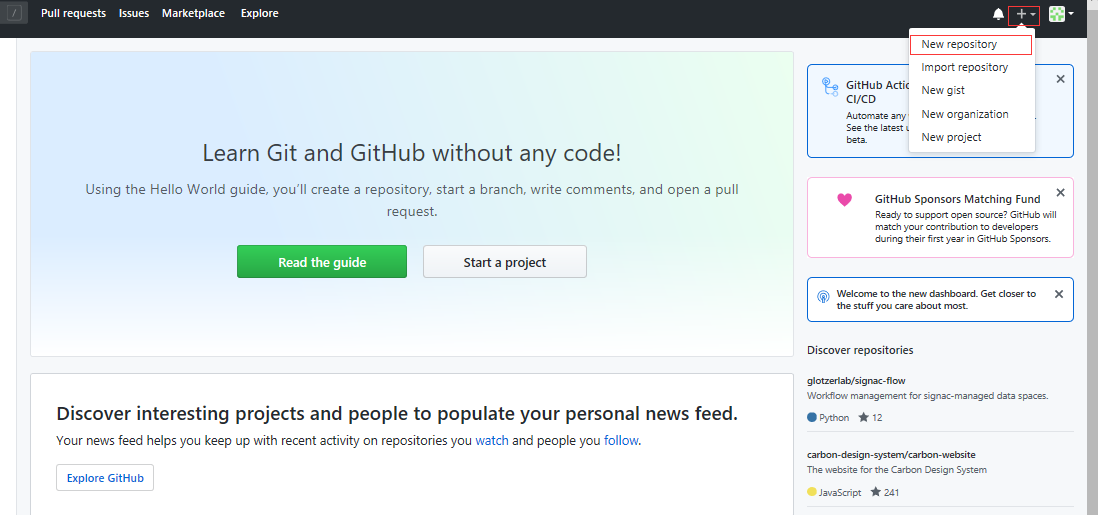 /
Pull requests Issues Marketplace Explore
New repository
Import repository
New gist
New organization
New project
Learn Git and GitHub without any code!
Using the Hello World guide, you’ll create a repository, start a branch, write comments, and open a pull
request.
Read the guide Start a project
Discover interesting projects and people to populate your personal news feed.
Your news feed helps you keep up with recent activity on repositories you watch and people you follow.
Explore GitHub
GitHub
CI/CD
Automate any
See the latest
beta.
GitHub Sponsors Matching Fund
Ready to support open source? GitHub will
match your contribution to developers
during their first year in GitHub Sponsors.
Welcome to the new dashboard. Get closer to
the stuff you care about most.
Discover repositories
glotzerlab/signac-flow
Workflow management for signac-managed data spaces.
Python 12
carbon-design-system/carbon-website
The website for the Carbon Design System
JavaScript 241